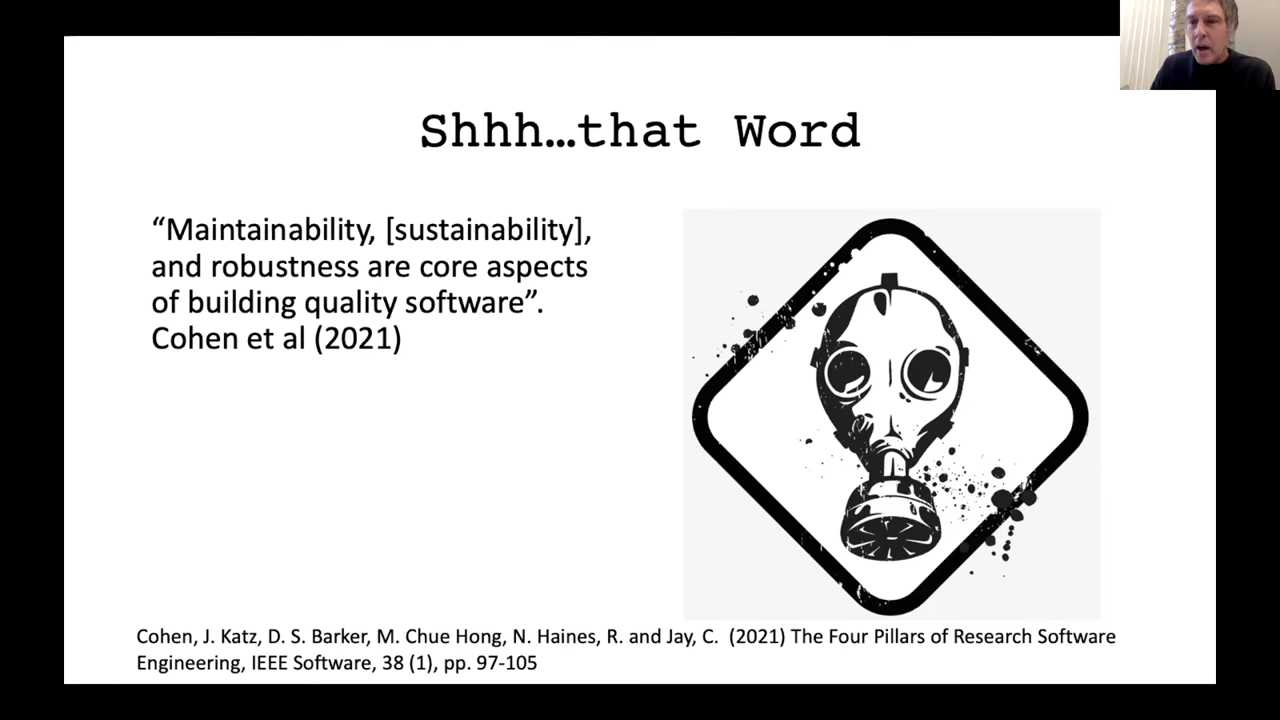 Shhh…that Word
“Maintainability, [sustainability],
and robustness are core aspects
of building quality software”.
Cohen et al (2021)
Cohen, J. Katz, D. S. Barker, M. Chue Hong, N. Haines, R. and Jay, C.  (2021) The Four Pillars of Research Software
Engineering, IEEE Software, 38 (1), pp. 97-105